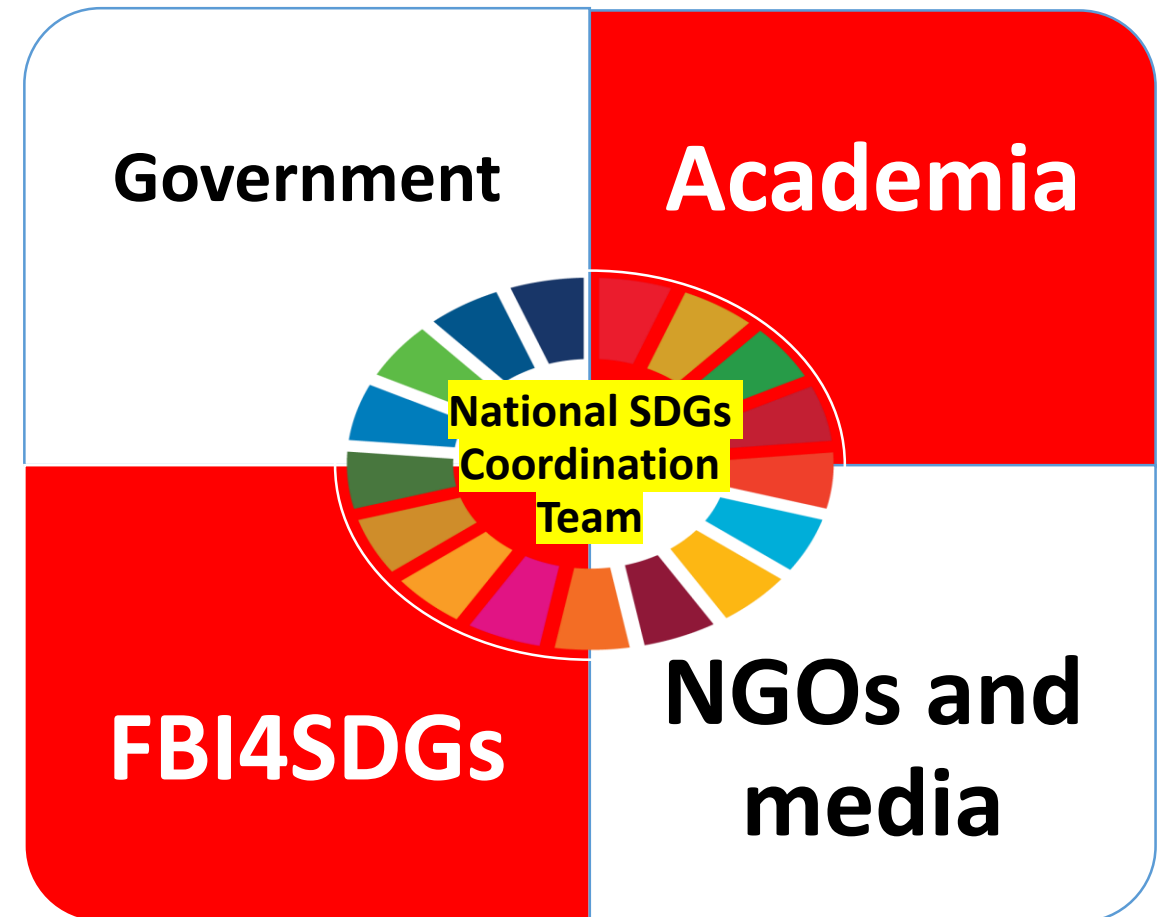 Government
Academia
National SDGs
Coordination
Team
FBI4SDGs
NGOs and
media